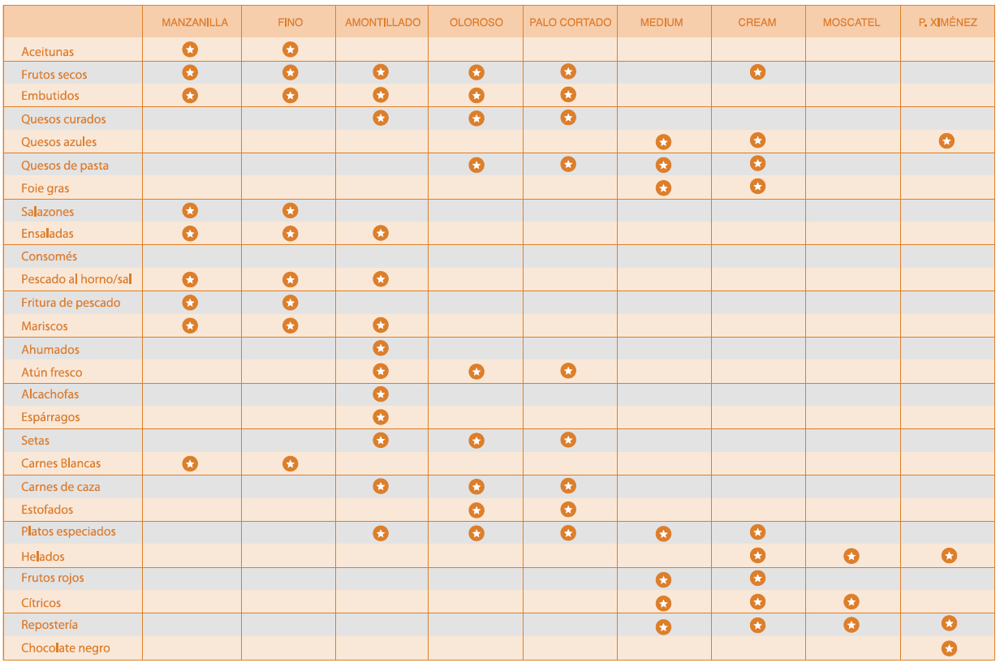 MANZANILLA FINO AMONTILLADO OLOROSO PALO CORTADO MEDIUM CREAM MOSCATEL P. XIMÉNEZ
Aceitunas
Frutos secos
Embutidos
Quesos curados
Quesos azules
Quesos de pasta
Foie gras
Salazones
Ensaladas
Consomés
Pescado al horno/sal
Fritura de pescado
Mariscos
Ahumados
Atún fresco
Alcachofas
Espárragos
Setas
Carnes Blancas
Carnes de caza
Estofados
Platos especiados
Helados
Frutos rojos
Cítricos
Repostería
Chocolate negro